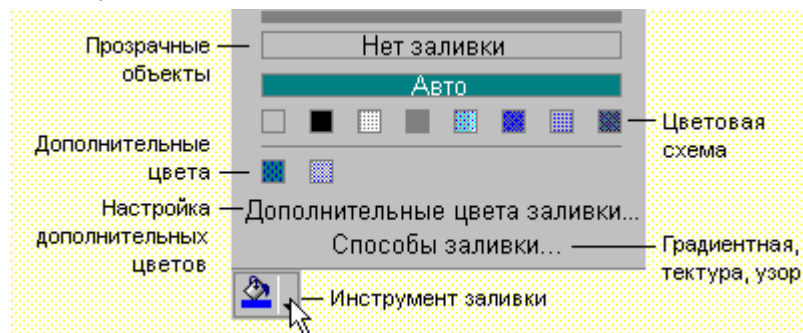 Прозрачные
объекты
Нет заливки
Авто
Цветовая
схема
Дополнительные
цвета
Настройка
дополнительных
цветов
Дополнительные цвета заливки...
Способы заливки...
Градиентная,
тектура, узор
Инструмент заливки